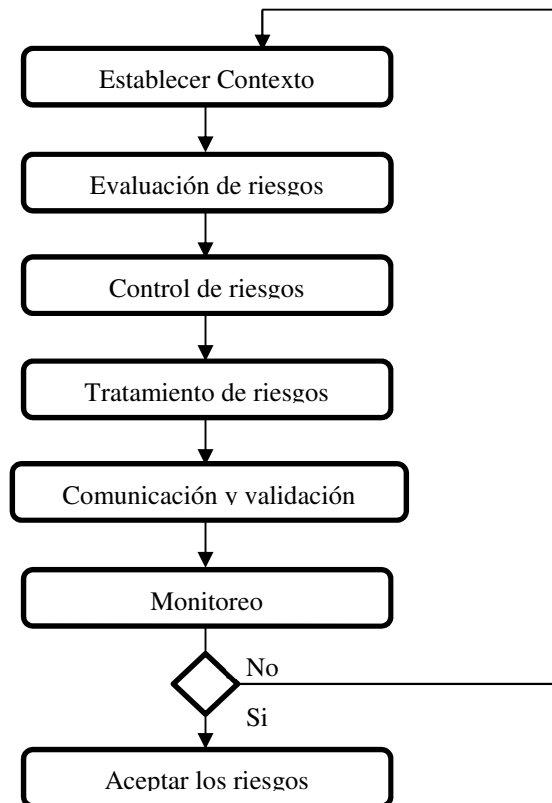 Establecer Contexto
Evaluación de riesgos
Control de riesgos
Tratamiento de riesgos
Comunicación y validación
Monitoreo
No
Si
Aceptar los riesgos